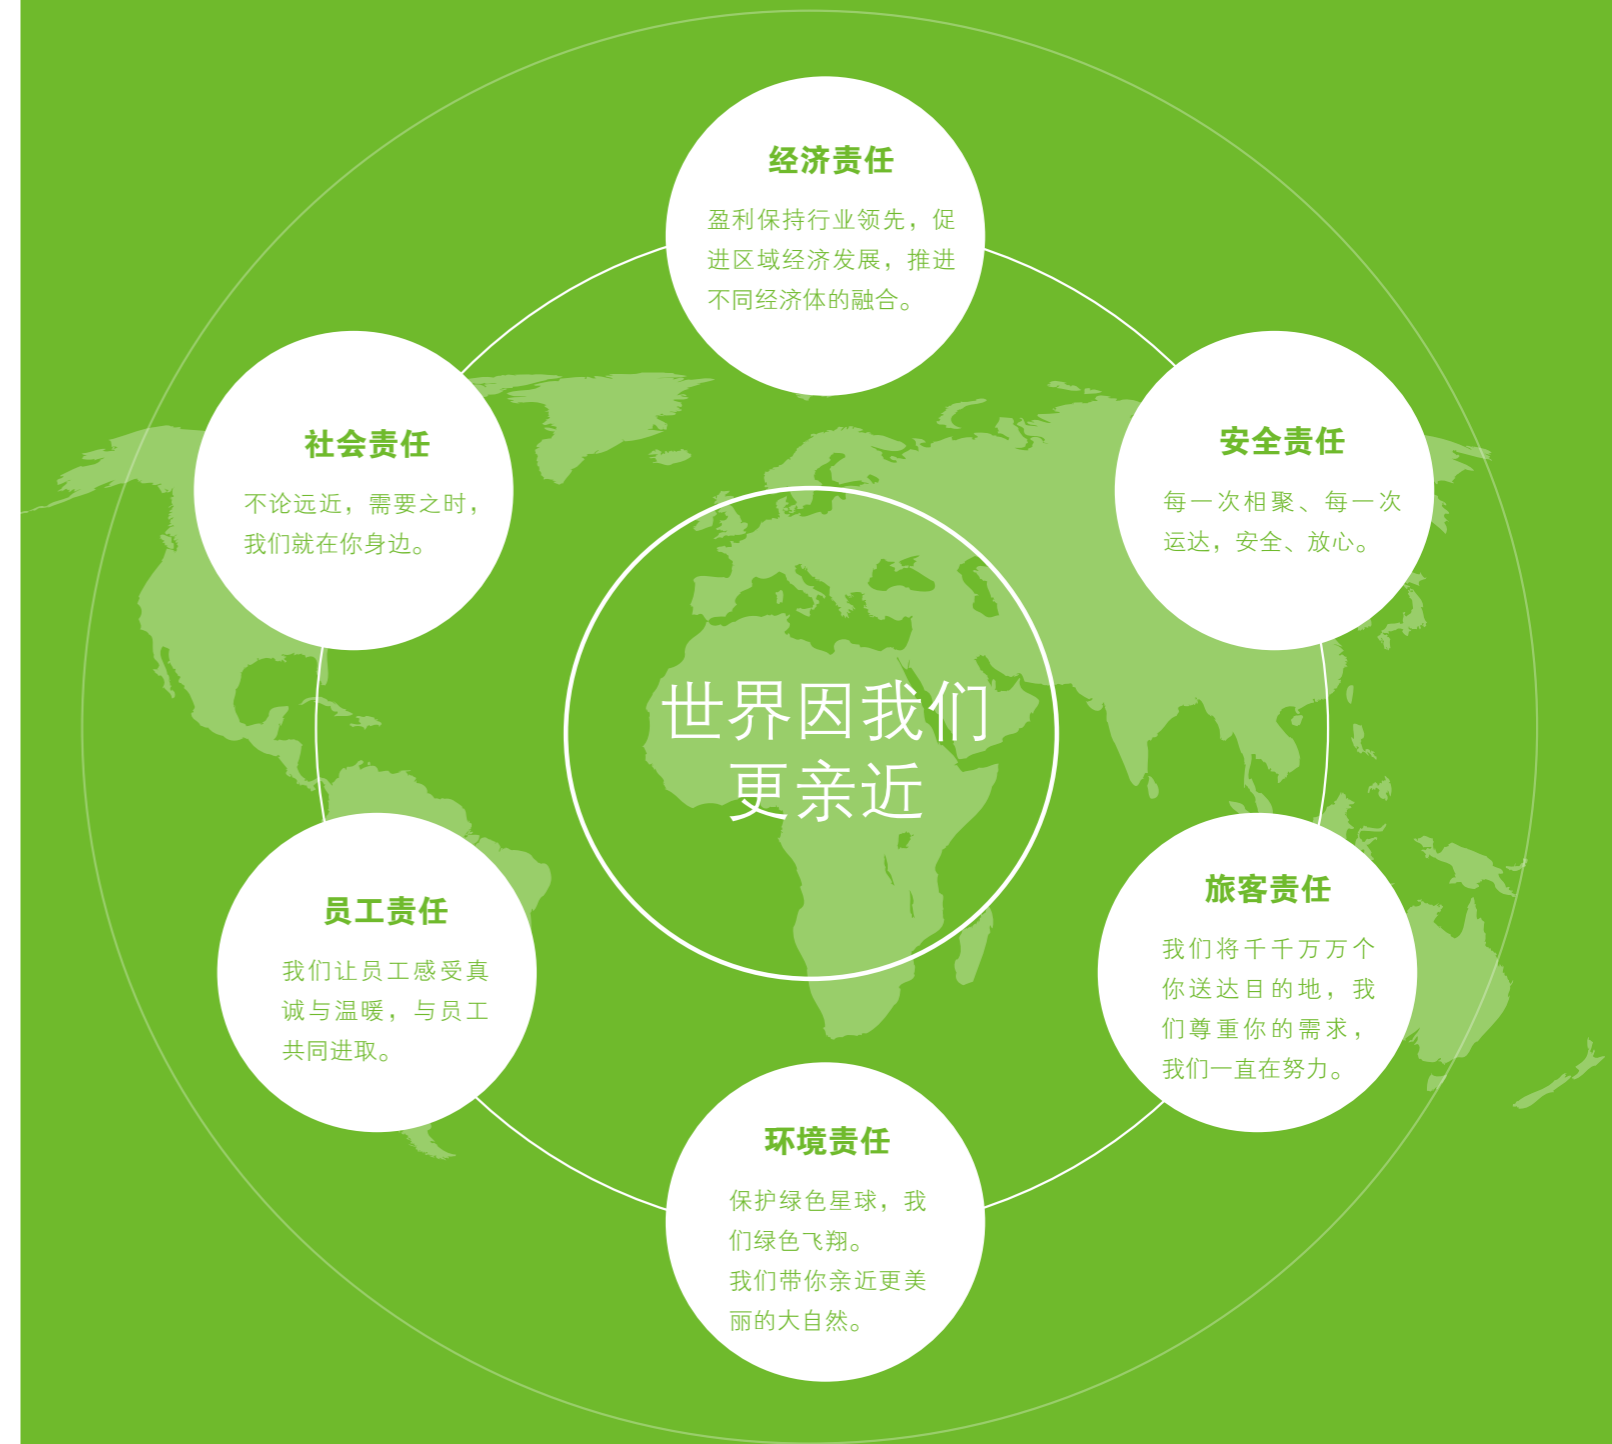 经济责任
盈利保持行业领先，促
进区域经济发展，推进
不同经济体的融合。
社会责任
不论远近，需要之时，
我们就在你身边。
安全责任
每一次相聚、每一次
运达，安全、放心。
世界因我们
更亲近
员工责任
我们让员工感受真
诚与温暖，与员工
共同进取。
旅客责任
我们将千千万万个
你送达目的地，我
们尊重你的需求，
我们一直在努力。
环境责任
保护绿色星球，我
们绿色飞翔。
我们带你亲近更美
丽的大自然。